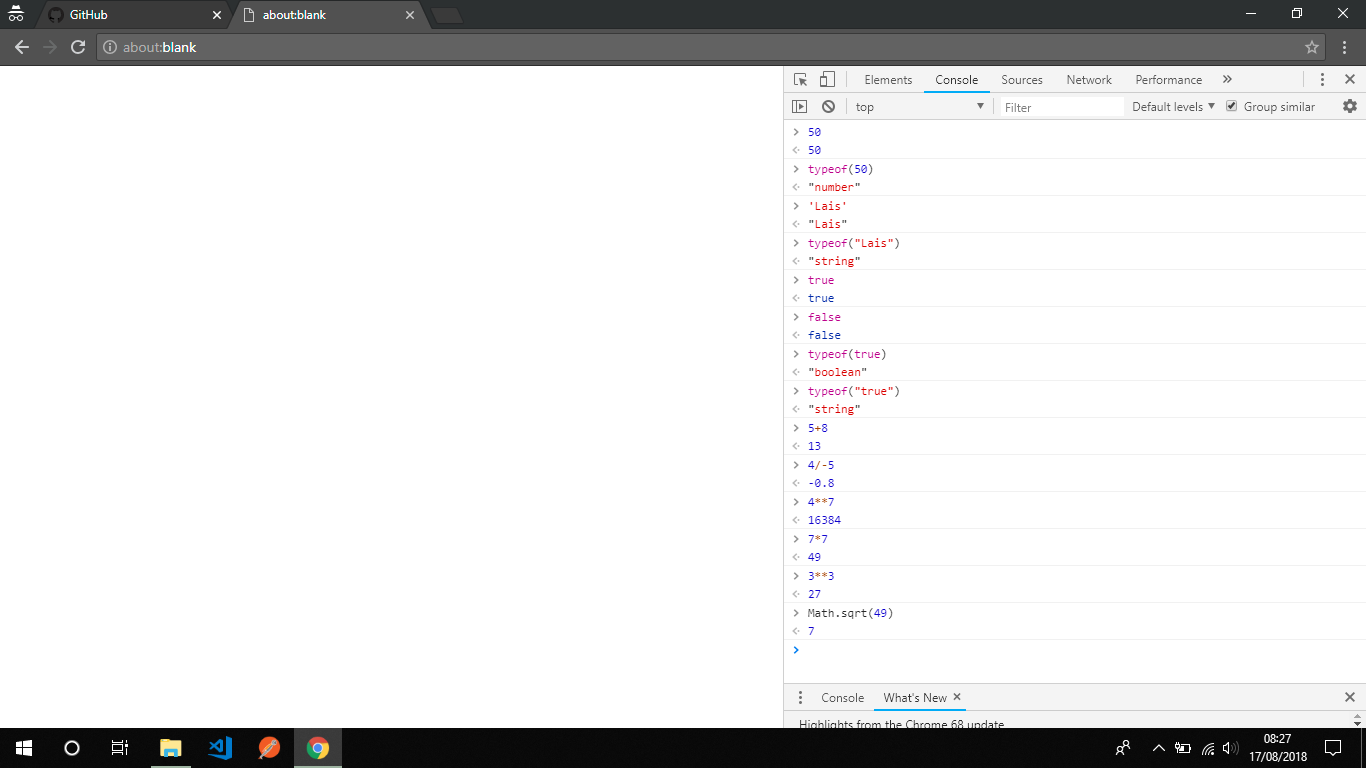 GitHub
about:blank
about:blank
Elements Console Sources Network Performance
top Filter Default levels Group similar
50
50
typeof(50)
"number"
'Lais'
"Lais"
typeof("Lais")
"string"
true
true
false
false
typeof(true)
"boolean"
typeof("true")
"string"
5+8
13
4/-5
-0.8
4**7
16384
7*7
49
3**3
27
Math.sqrt(49)
7
Console What's New
Highlights from the Chrome 68 update
08:27
17/08/2018